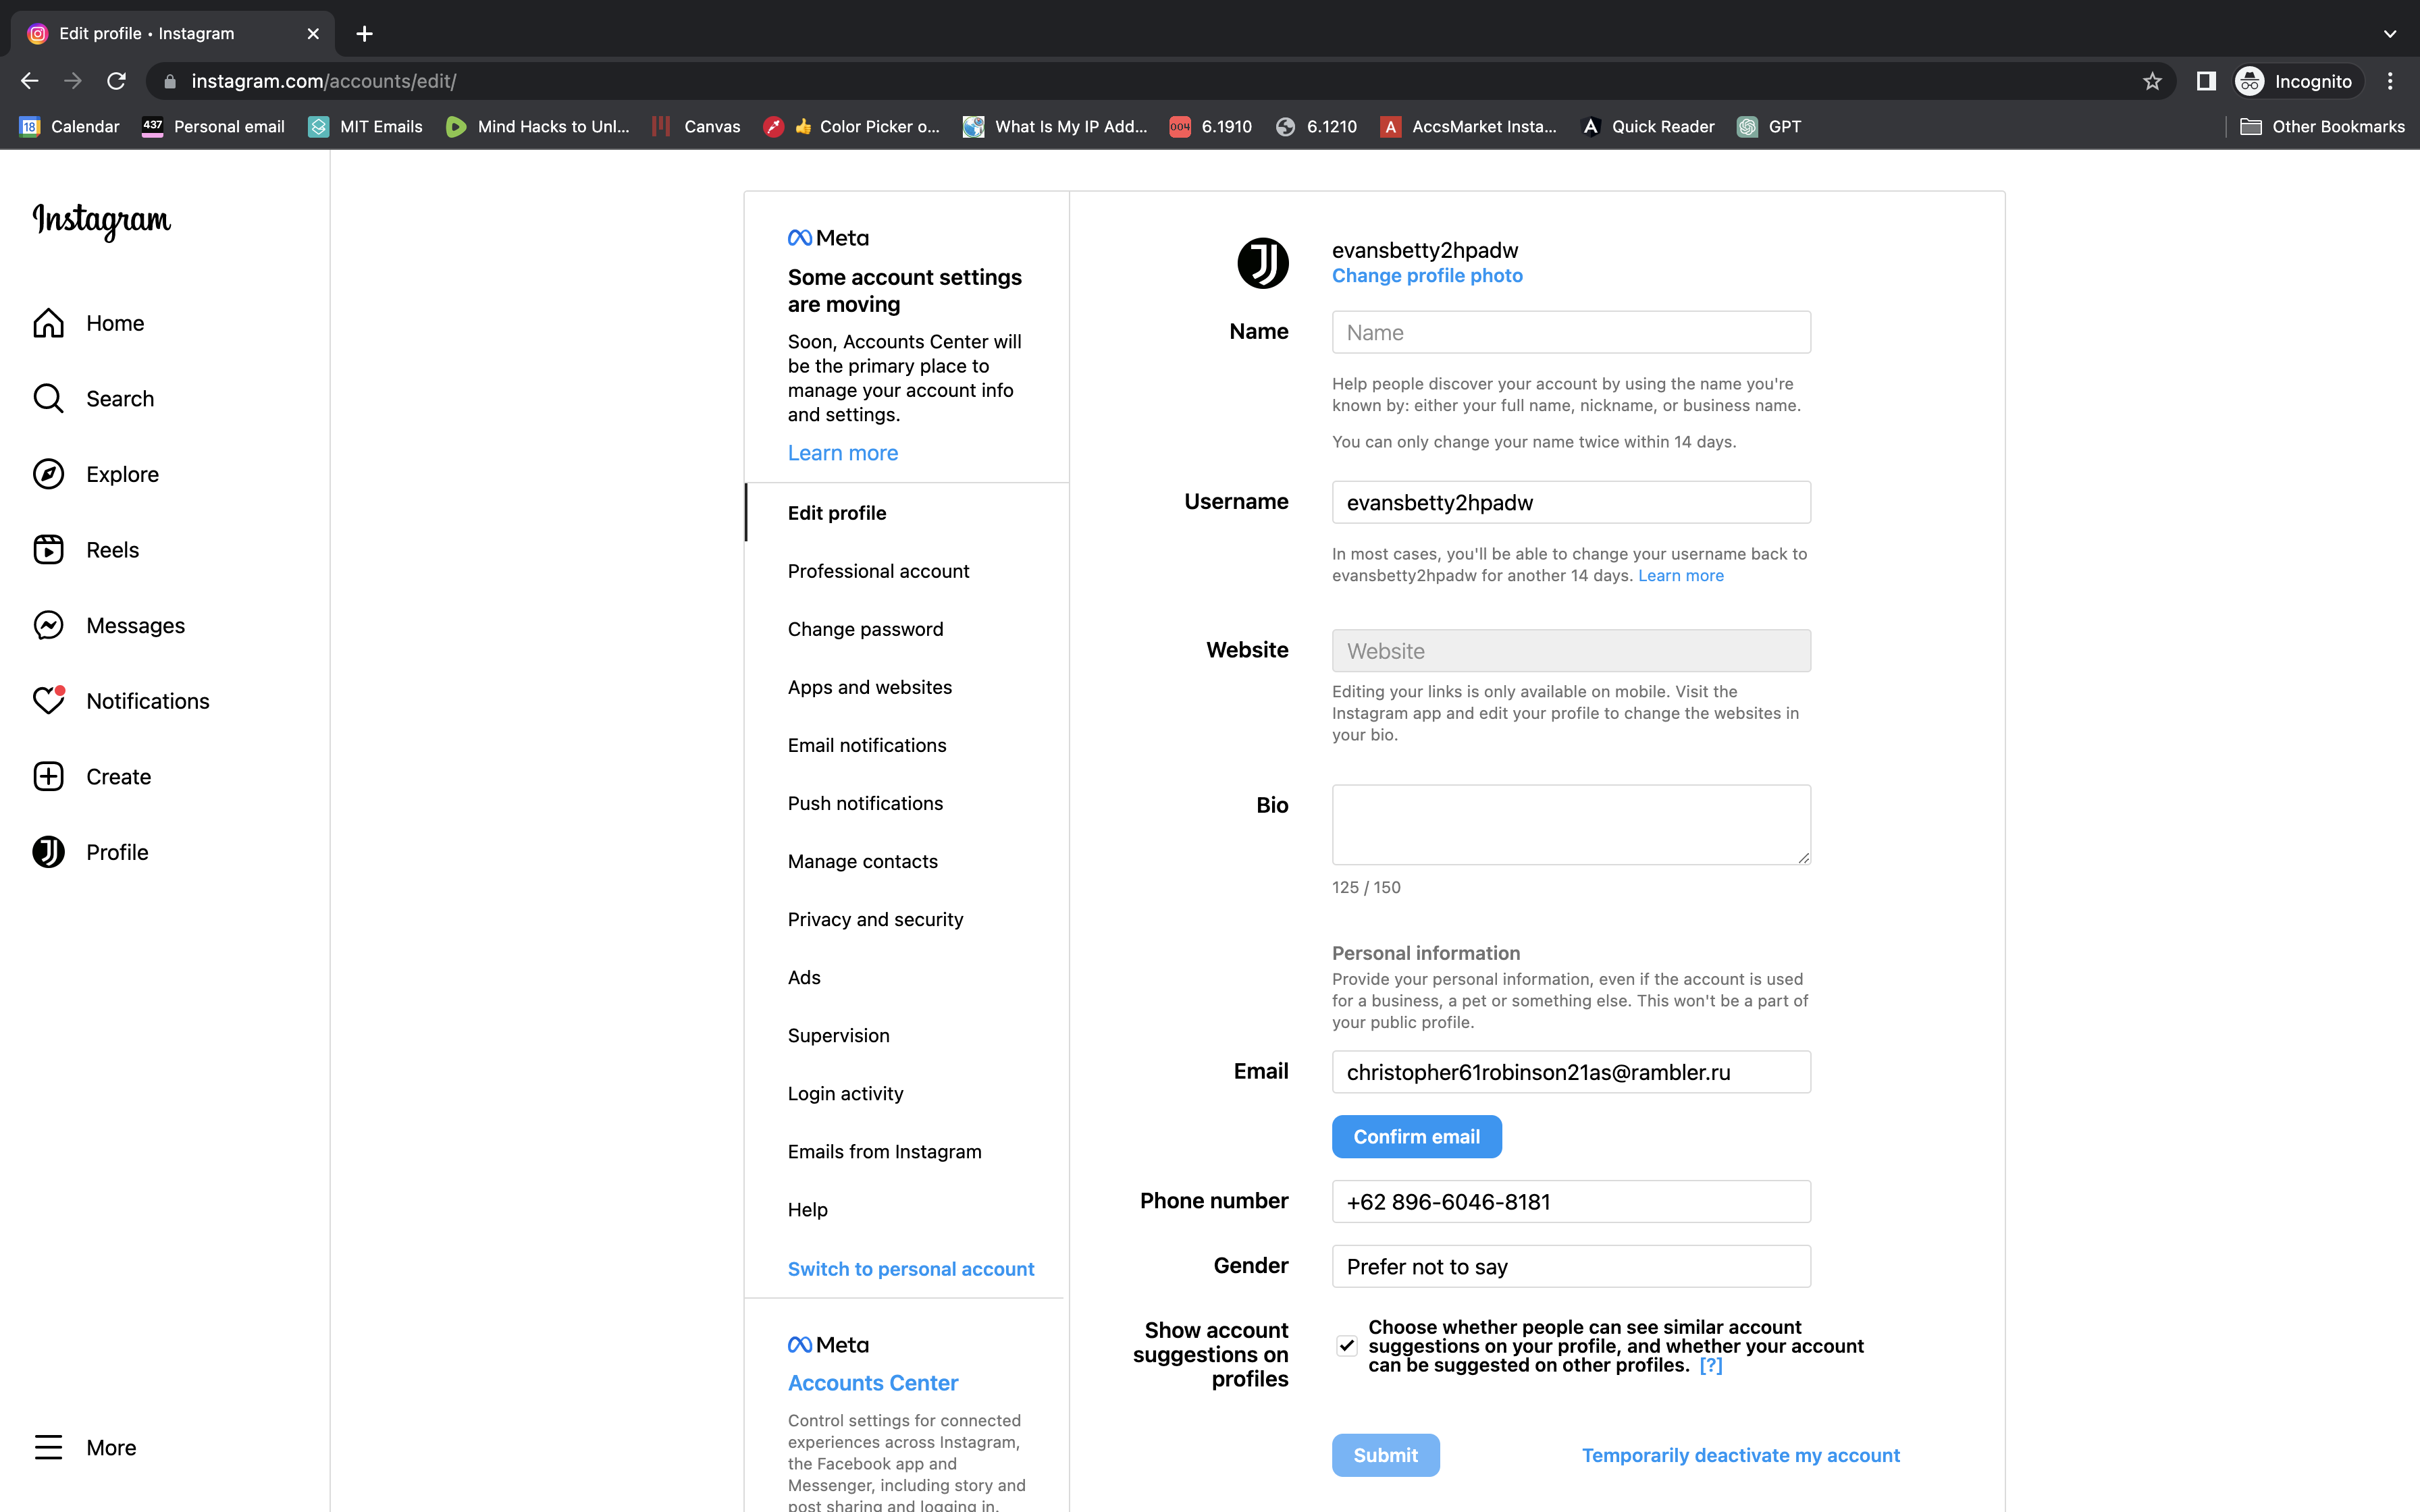 Edit profile • Instagram
instagram.com/accounts/edit/
Incognito
18 Calendar
437 Personal email
MIT Emails
Mind Hacks to Unl...
Canvas
👍 Color Picker o...
What Is My IP Add...
004 6.1910
6.1210
A AccsMarket Insta...
Quick Reader
GPT
Other Bookmarks
Instagram
Home
Search
Explore
Reels
Messages
Notifications
Create
Profile
More
Meta
Some account settings
are moving
Soon, Accounts Center will
be the primary place to
manage your account info
and settings.
Learn more
Edit profile
Professional account
Change password
Apps and websites
Email notifications
Push notifications
Manage contacts
Privacy and security
Ads
Supervision
Login activity
Emails from Instagram
Help
Switch to personal account
Meta
Accounts Center
Control settings for connected
experiences across Instagram,
the Facebook app and
Messenger, including story and
post sharing and logging in.
evansbetty2hpadw
Change profile photo
Name
Name
Help people discover your account by using the name you're
known by: either your full name, nickname, or business name.
You can only change your name twice within 14 days.
Username
evansbetty2hpadw
In most cases, you'll be able to change your username back to
evansbetty2hpadw for another 14 days. Learn more
Website
Website
Editing your links is only available on mobile. Visit the
Instagram app and edit your profile to change the websites in
your bio.
Bio
125 / 150
Personal information
Provide your personal information, even if the account is used
for a business, a pet or something else. This won't be a part of
your public profile.
Email
christopher61robinson21as@rambler.ru
Confirm email
Phone number
+62 896-6046-8181
Gender
Prefer not to say
Show account
suggestions on
profiles
Choose whether people can see similar account
suggestions on your profile, and whether your account
can be suggested on other profiles. [?]
Submit
Temporarily deactivate my account